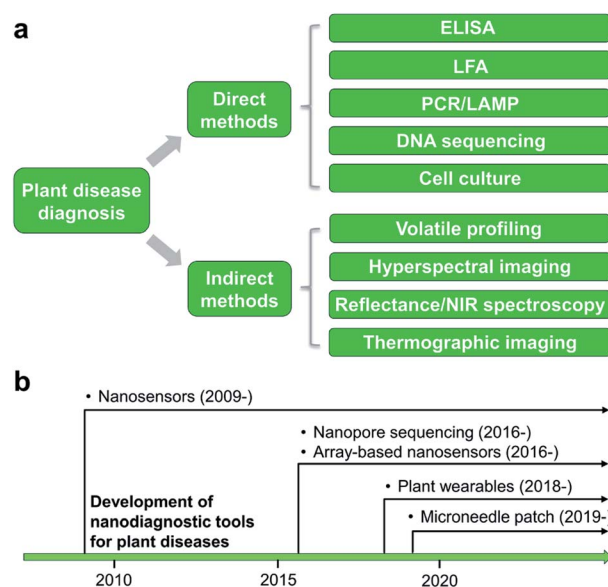 a
Plant disease
diagnosis
Direct
methods
ELISA
LFA
PCR/LAMP
DNA sequencing
Cell culture
Indirect
methods
Volatile profiling
Hyperspectral imaging
Reflectance/NIR spectroscopy
Thermographic imaging
b
• Nanosensors (2009-)
• Nanopore sequencing (2016-)
• Array-based nanosensors (2016-)
• Plant wearables (2018-)
• Microneedle patch (2019-)
Development of
nanodiagnostic tools
for plant diseases
2010
2015
2020